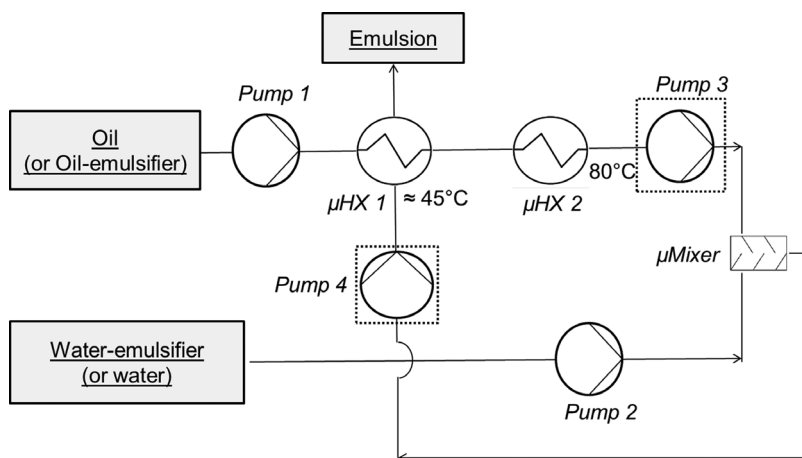 Emulsion
Pump 1
Pump 3
Oil
(or Oil-emulsifier)
80°C
µHX 1
≈ 45°C
µHX 2
µMixer
Pump 4
Water-emulsifier
(or water)
Pump 2